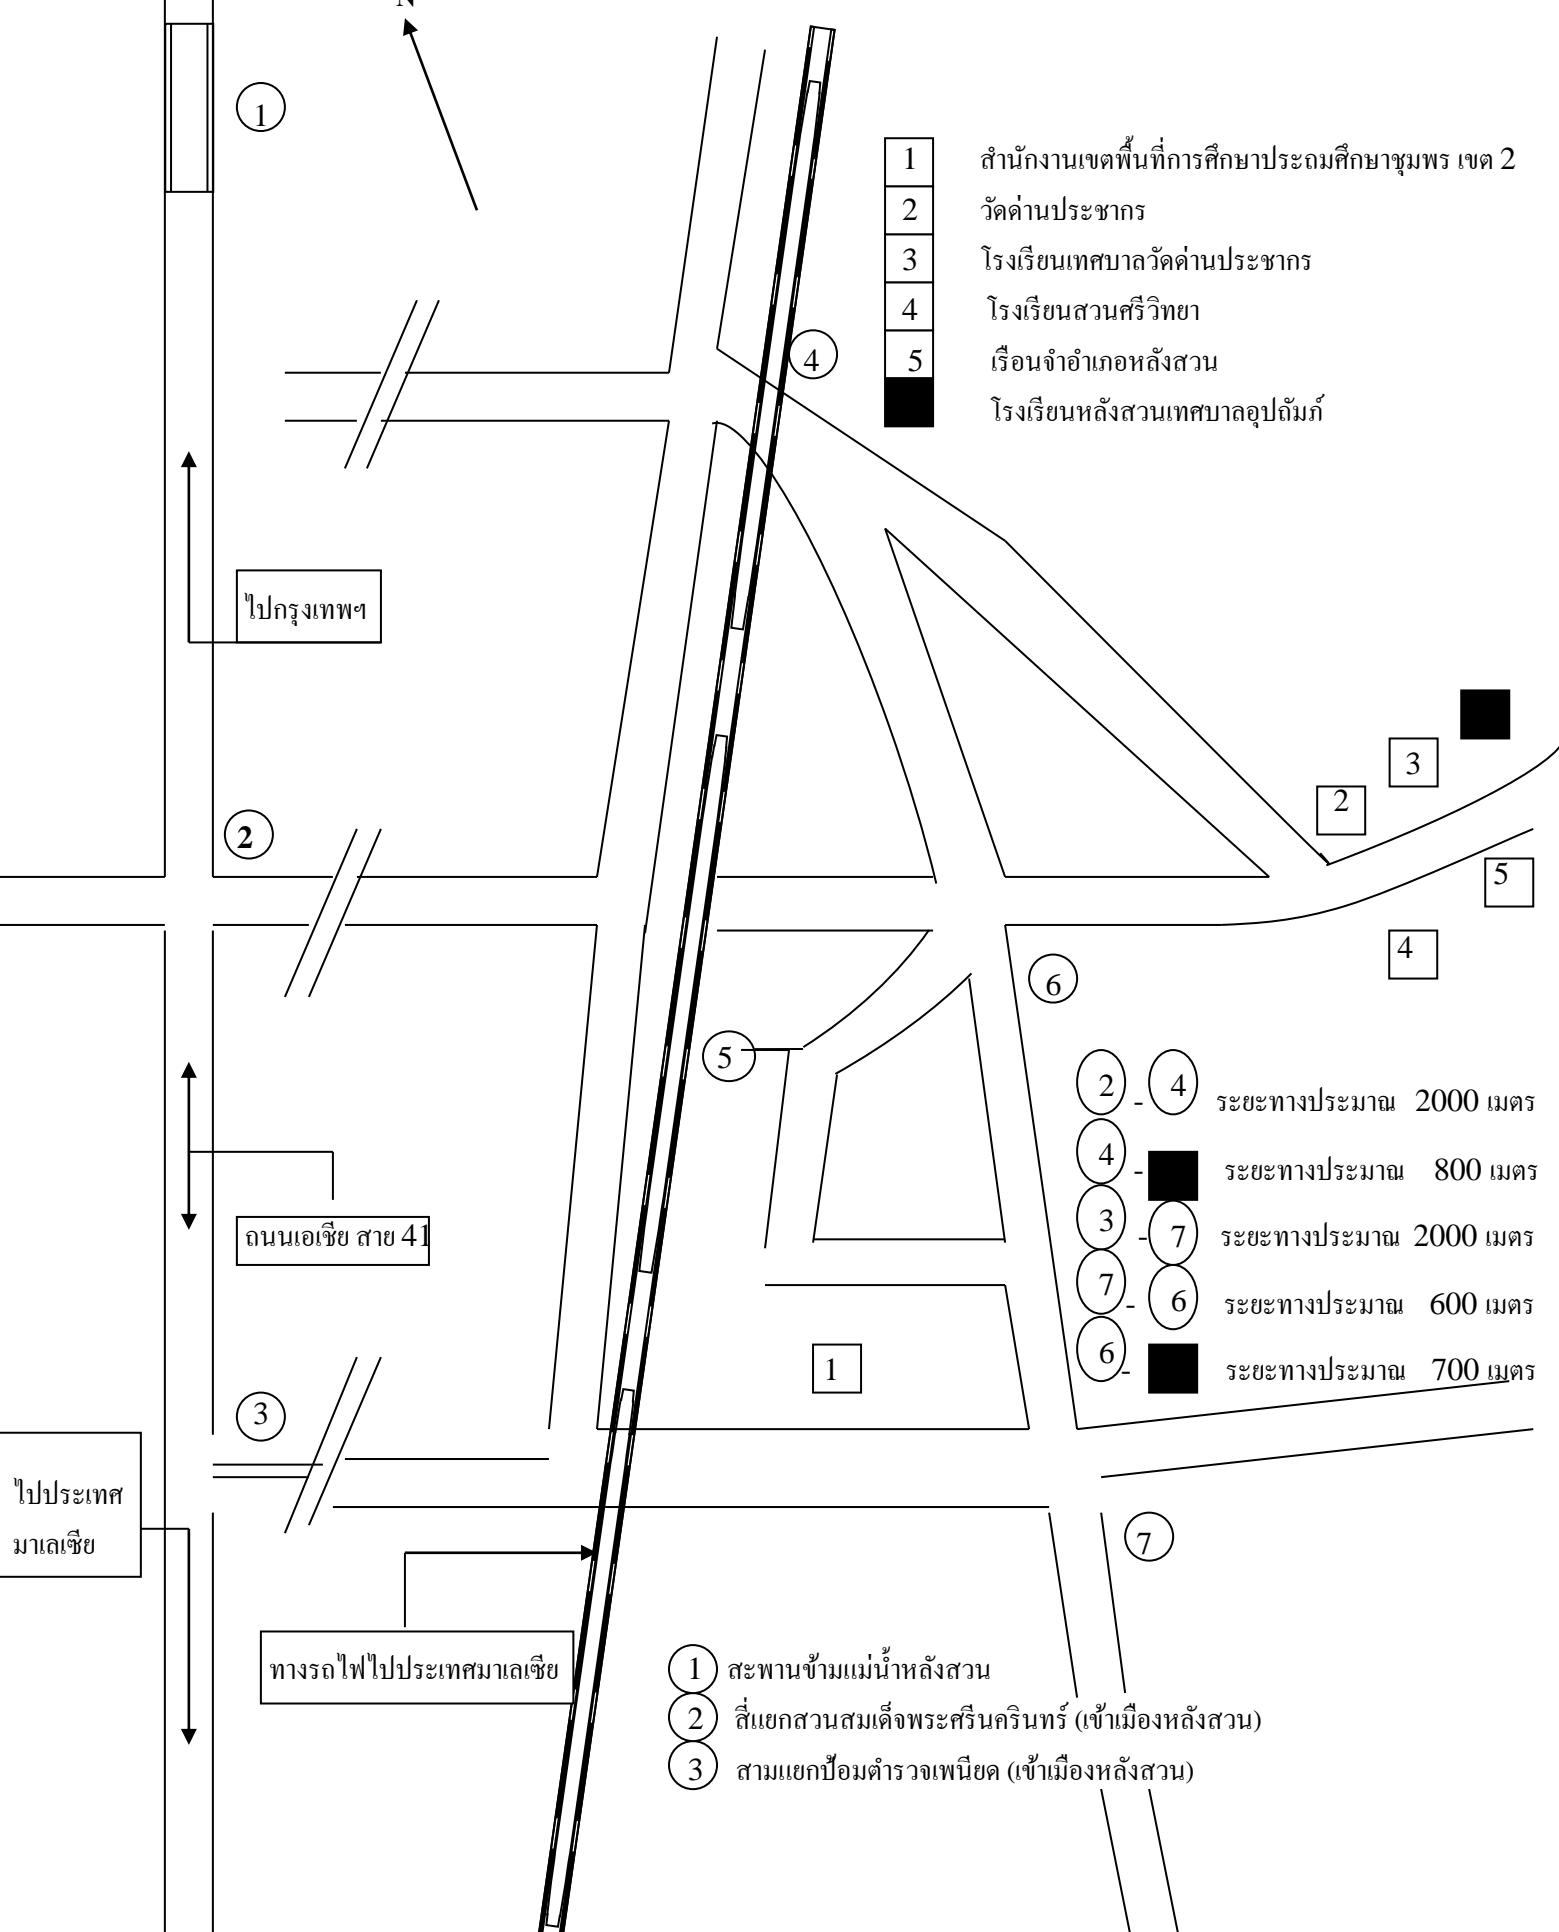 N
1
1 สำนักงานเขตพื้นที่การศึกษาประถมศึกษาชุมพร เขต 2
2 วัดด่านประชากร
3 โรงเรียนเทศบาลวัดด่านประชากร
4 โรงเรียนสวนศรีวิทยา
5 เรือนจำอำเภอหลังสวน
โรงเรียนหลังสวนเทศบาลอุปถัมภ์
4
ไปกรุงเทพฯ
3
2
2
5
4
6
5
2 - 4 ระยะทางประมาณ 2000 เมตร
4 - ระยะทางประมาณ 800 เมตร
3 - 7 ระยะทางประมาณ 2000 เมตร
7 - 6 ระยะทางประมาณ 600 เมตร
6 - ระยะทางประมาณ 700 เมตร
ถนนเอเชีย สาย 41
1
3
ไปประเทศ
มาเลเซีย
7
ทางรถไฟไปประเทศมาเลเซีย
1 สะพานข้ามแม่น้ำหลังสวน
2 สี่แยกสวนสมเด็จพระศรีนครินทร์ (เข้าเมืองหลังสวน)
3 สามแยกป้อมตำรวจเพนียด (เข้าเมืองหลังสวน)